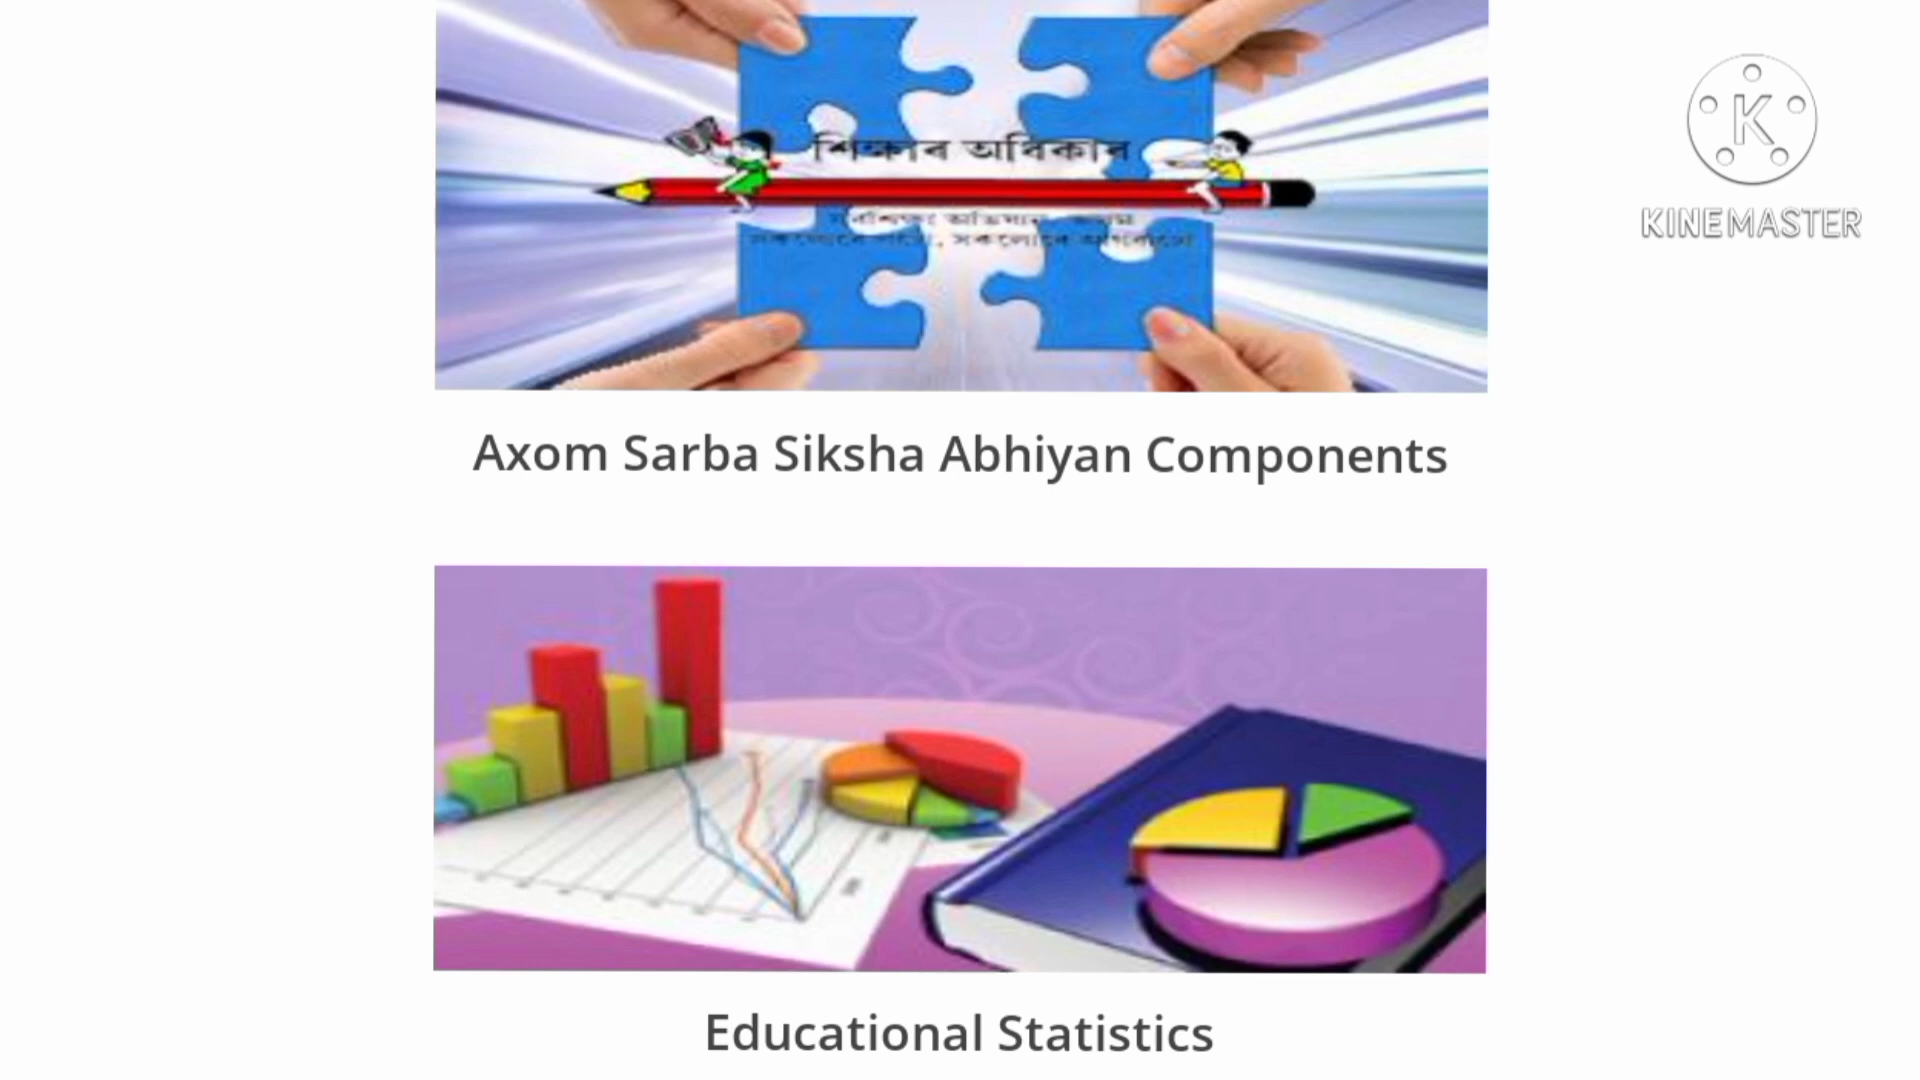 শিক্ষাৰ অধিকাৰ
Axom Sarba Siksha Abhiyan Components
Educational Statistics
K
KINEMASTER